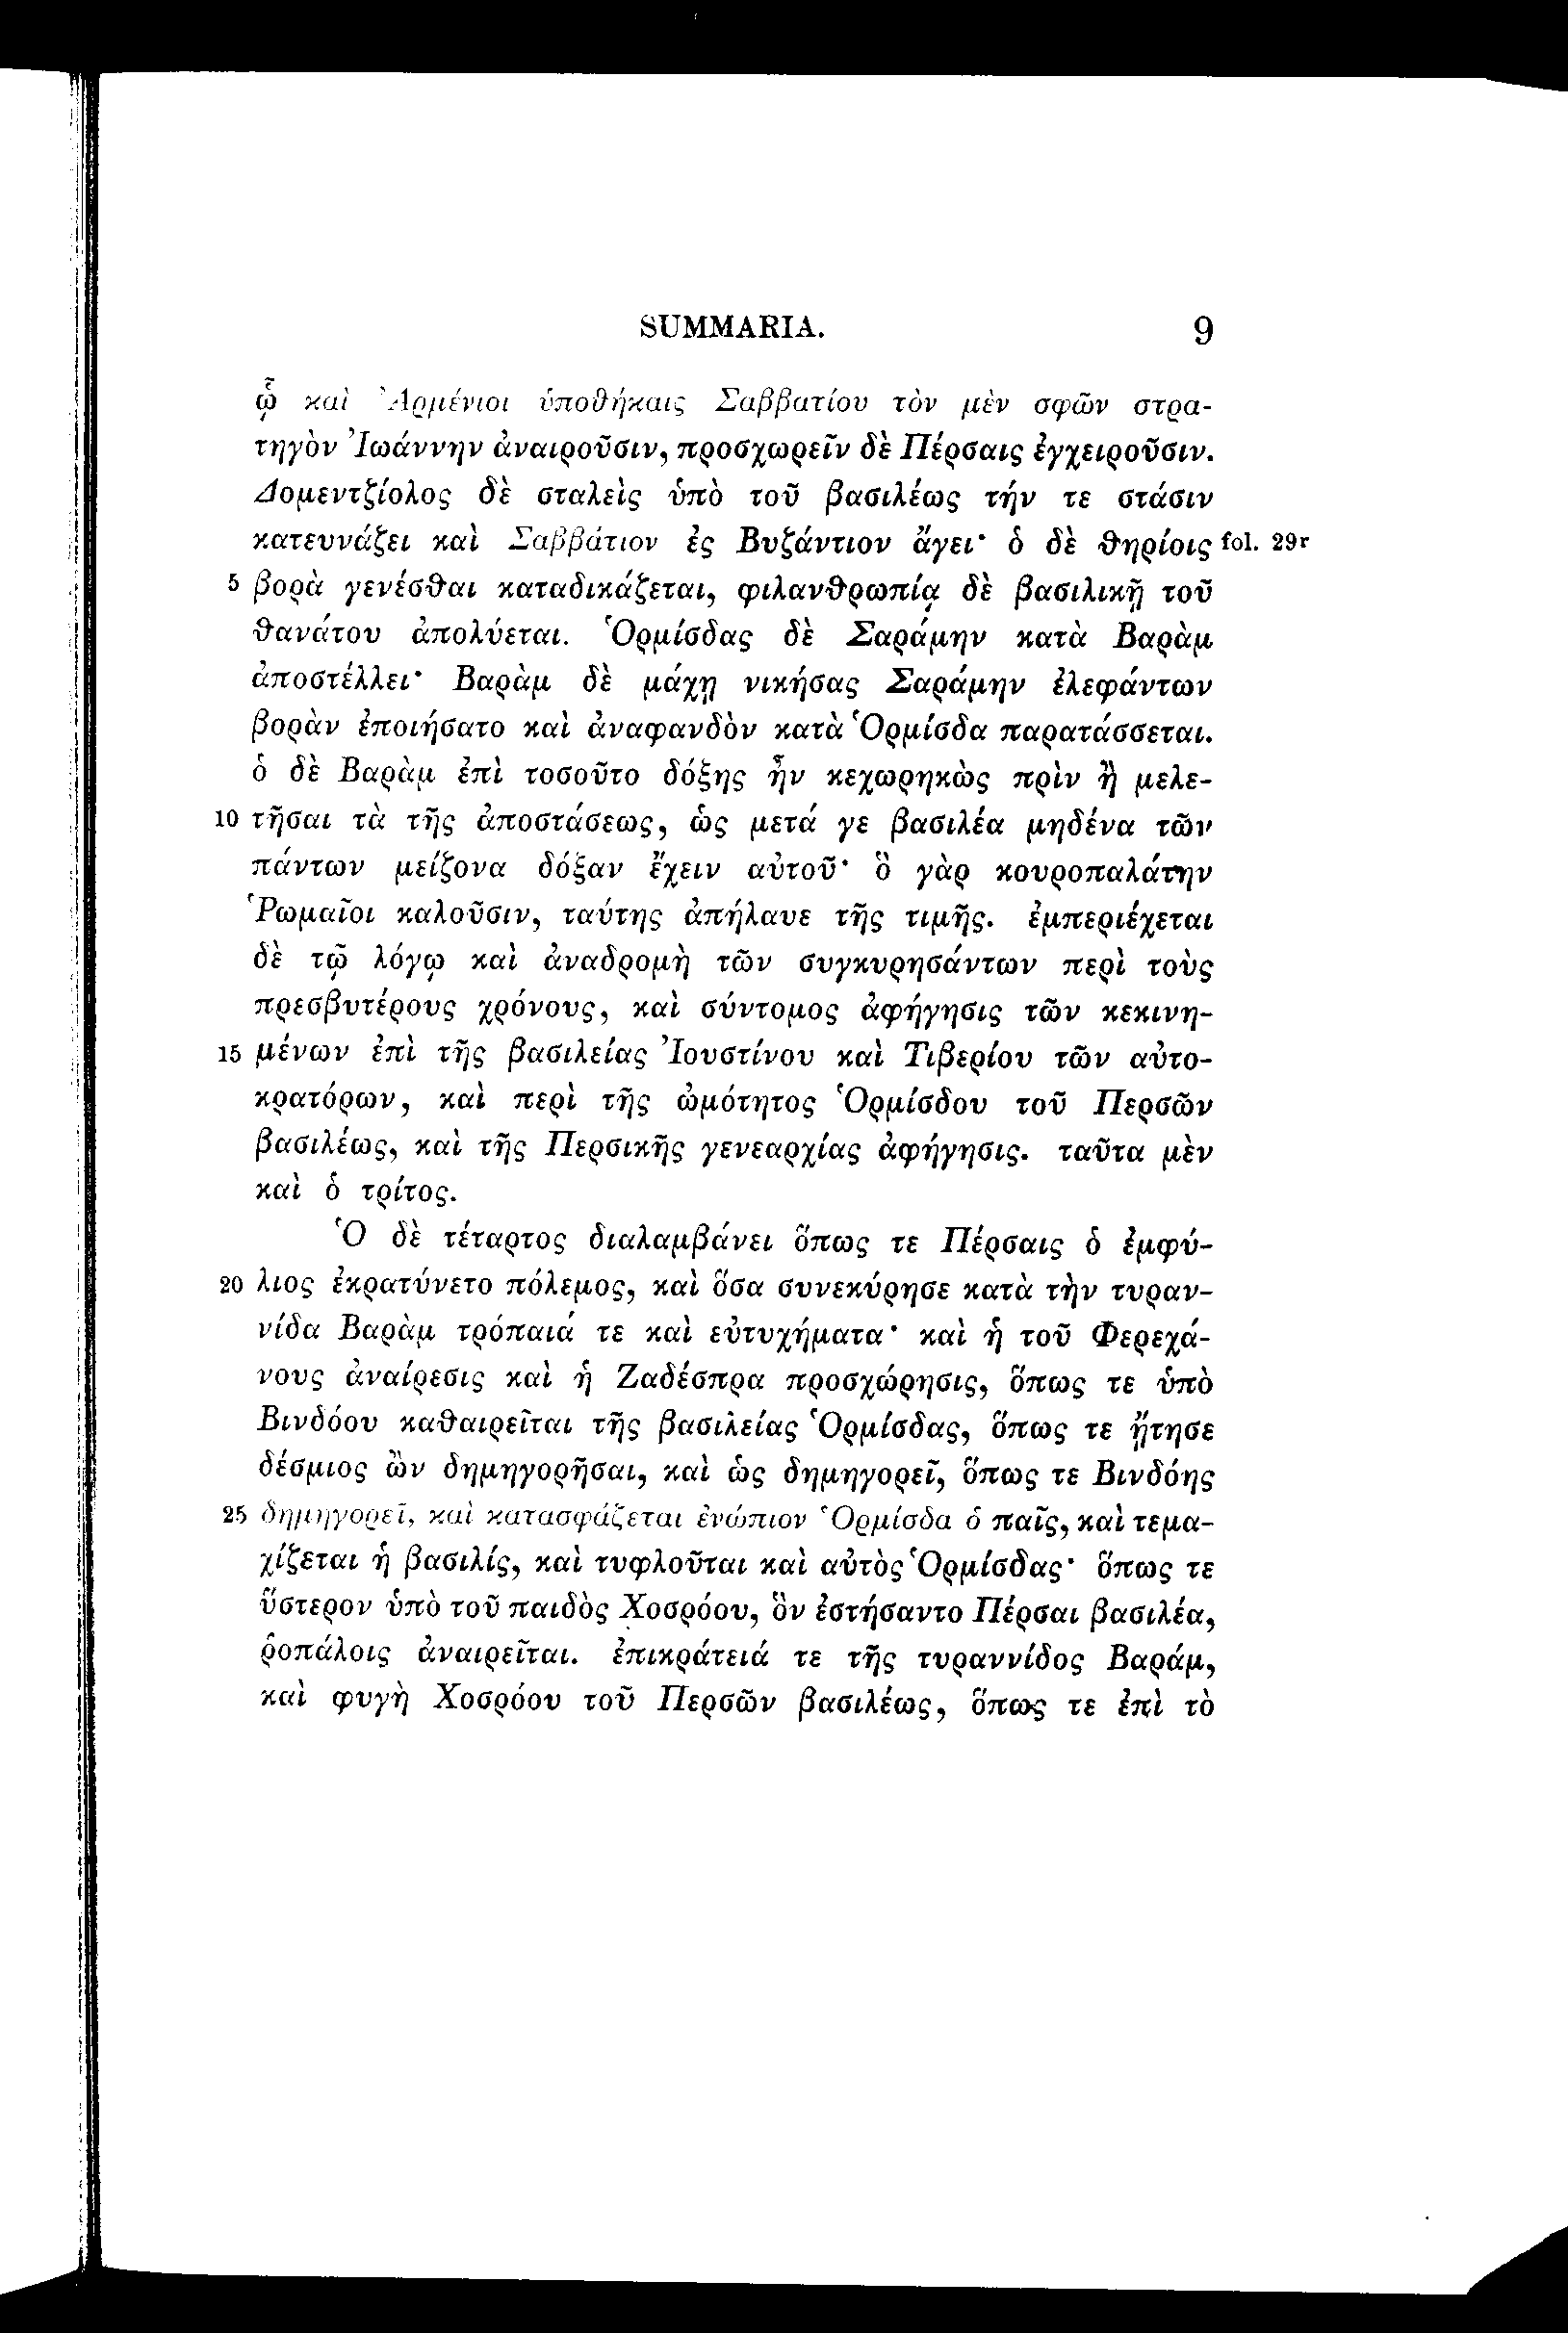 SUMMARIA. 9
ᾧ καὶ Ἀρμένιοι ὑποθήκαις Σαββατίου τὸν μὲν σφῶν στρα-
τηγὸν Ἰωάννην ἀναιροῦσιν, προσχωρεῖν δὲ Πέρσαις ἐγχειροῦσιν.
Δομεντζίολος δὲ σταλεὶς ὑπὸ τοῦ βασιλέως τήν τε στάσιν
κατευνάζει καὶ Σαββάτιον ἐς Βυζάντιον ἄγει· ὁ δὲ θηρίοις fol. 29r
5 βορὰ γενέσθαι καταδικάζεται, φιλανθρωπίᾳ δὲ βασιλικῇ τοῦ
θανάτου ἀπολύεται. Ὁρμίσδας δὲ Σαράμην κατὰ Βαρὰμ
ἀποστέλλει· Βαρὰμ δὲ μάχῃ νικήσας Σαράμην ἐλεφάντων
βορὰν ἐποιήσατο καὶ ἀναφανδὸν κατὰ Ὁρμίσδα παρατάσσεται.
ὁ δὲ Βαρὰμ ἐπὶ τοσοῦτο δόξης ἦν κεχωρηκὼς πρὶν ἢ μελε-
10 τῆσαι τὰ τῆς ἀποστάσεως, ὡς μετά γε βασιλέα μηδένα τῶν
πάντων μείζονα δόξαν ἔχειν αὐτοῦ· ὃ γὰρ κουροπαλάτην
Ῥωμαῖοι καλοῦσιν, ταύτης ἀπήλαυε τῆς τιμῆς. ἐμπεριέχεται
δὲ τῷ λόγῳ καὶ ἀναδρομὴ τῶν συγκυρησάντων περὶ τοὺς
πρεσβυτέρους χρόνους, καὶ σύντομος ἀφήγησις τῶν κεκινη-
15 μένων ἐπὶ τῆς βασιλείας Ἰουστίνου καὶ Τιβερίου τῶν αὐτο-
κρατόρων, καὶ περὶ τῆς ὠμότητος Ὁρμίσδου τοῦ Περσῶν
βασιλέως, καὶ τῆς Περσικῆς γενεαρχίας ἀφήγησις. ταῦτα μὲν
καὶ ὁ τρίτος.
Ὁ δὲ τέταρτος διαλαμβάνει ὅπως τε Πέρσαις ὁ ἐμφύ-
20 λιος ἐκρατύνετο πόλεμος, καὶ ὅσα συνεκύρησε κατὰ τὴν τυραν-
νίδα Βαρὰμ τρόπαιά τε καὶ εὐτυχήματα· καὶ ἡ τοῦ Φερεχά-
νους ἀναίρεσις καὶ ἡ Ζαδέσπρα προσχώρησις, ὅπως τε ὑπὸ
Βινδόου καθαιρεῖται τῆς βασιλείας Ὁρμίσδας, ὅπως τε ᾔτησε
δέσμιος ὢν δημηγορῆσαι, καὶ ὡς δημηγορεῖ, ὅπως τε Βινδόης
25 δημηγορεῖ, καὶ κατασφάζεται ἐνώπιον Ὁρμίσδα ὁ παῖς, καὶ τεμα-
χίζεται ἡ βασιλίς, καὶ τυφλοῦται καὶ αὐτὸς Ὁρμίσδας· ὅπως τε
ὕστερον ὑπὸ τοῦ παιδὸς Χοσρόου, ὃν ἐστήσαντο Πέρσαι βασιλέα,
ῥοπάλοις ἀναιρεῖται. ἐπικράτειά τε τῆς τυραννίδος Βαράμ,
καὶ φυγὴ Χοσρόου τοῦ Περσῶν βασιλέως, ὅπως τε ἐπὶ τὸ